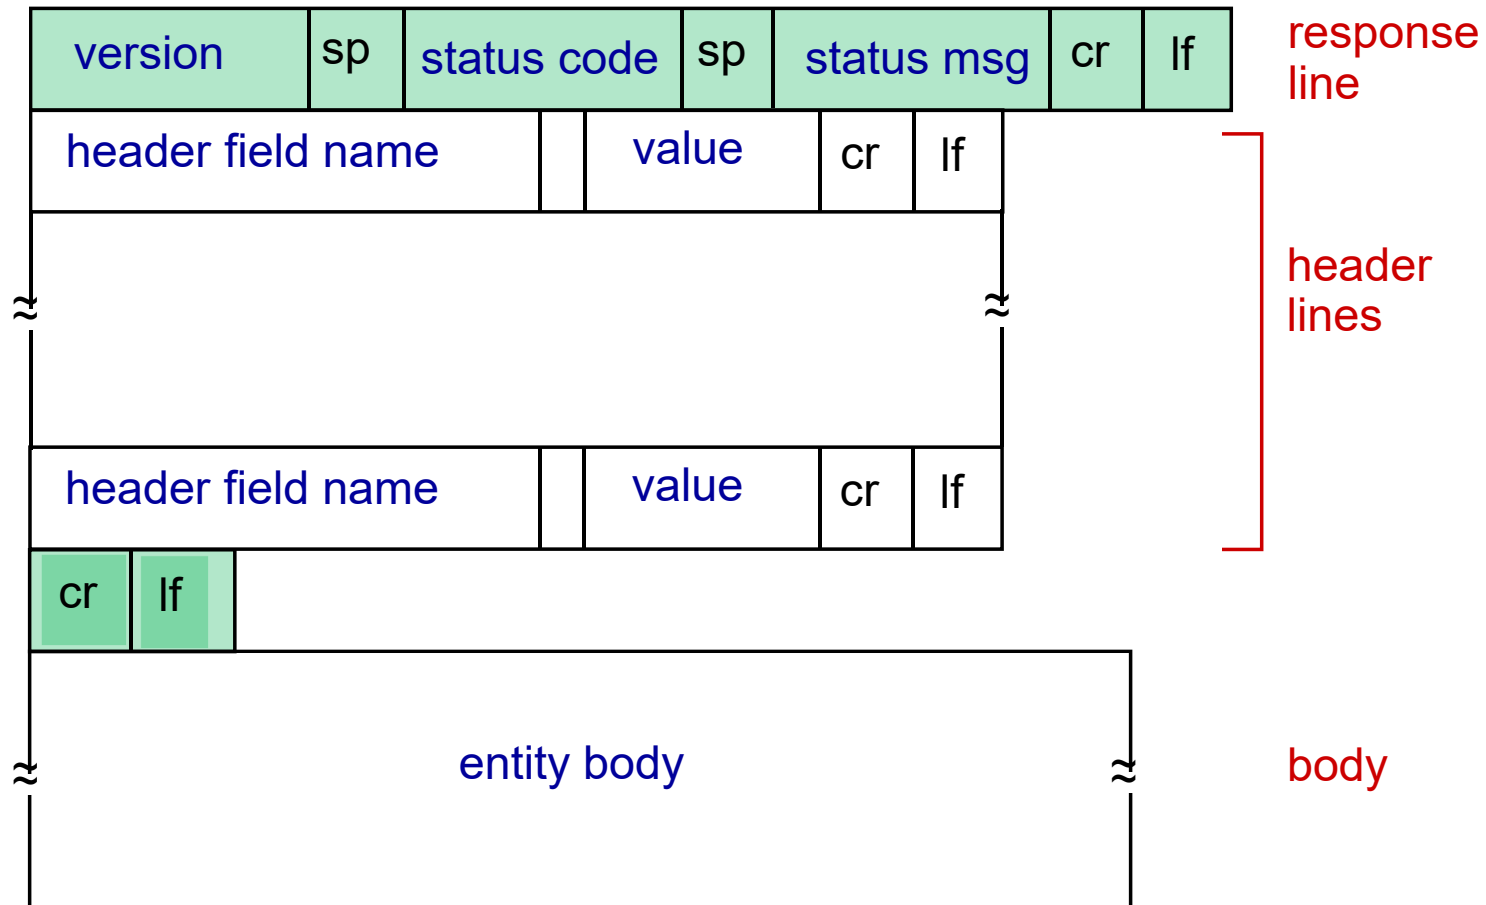 version sp status code sp status msg cr lf
response
line
header field name value cr lf
header
lines
header field name value cr lf
cr lf
entity body
body